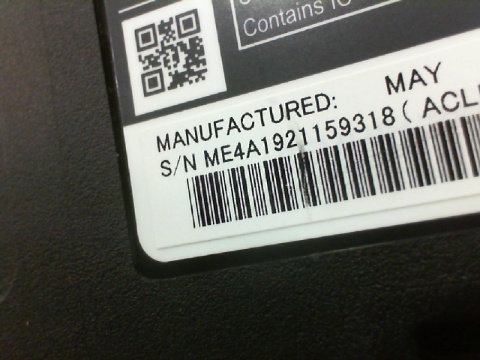 Contains IC
MANUFACTURED: MAY
S/N ME4A1921159318 ( ACL